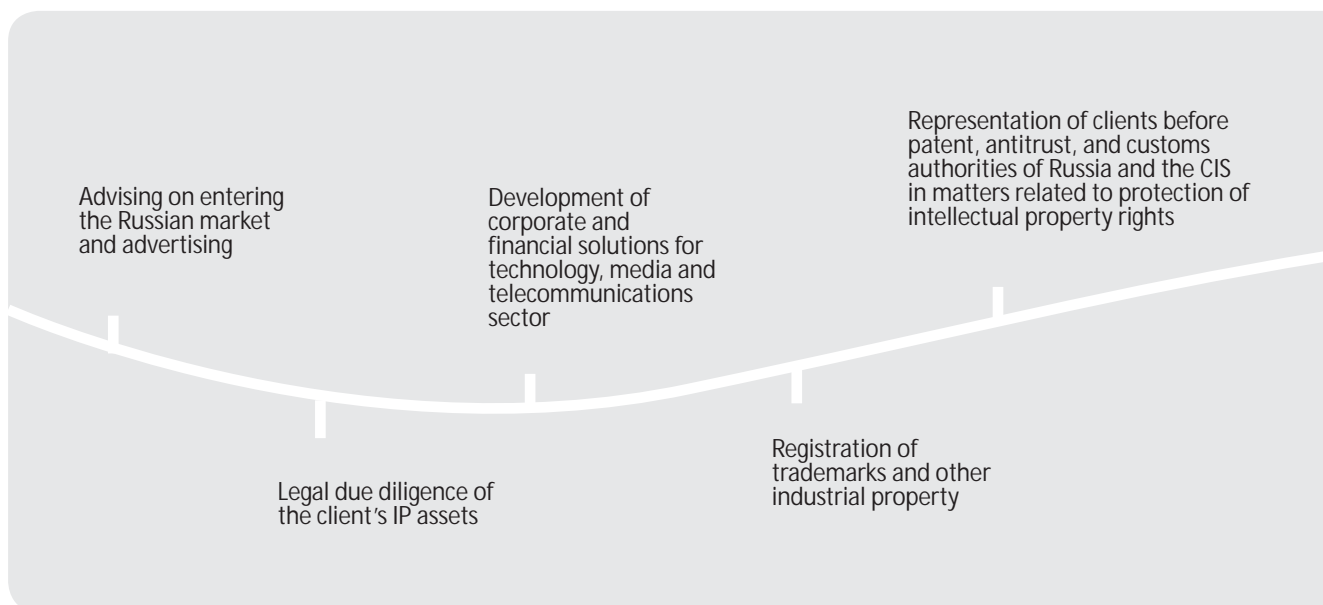 Advising on entering
the Russian market
and advertising
Legal due diligence of
the client's IP assets
Development of
corporate and
financial solutions for
technology, media and
telecommunications
sector
Registration of
trademarks and other
industrial property
Representation of clients before
patent, antitrust, and customs
authorities of Russia and the CIS
in matters related to protection of
intellectual property rights